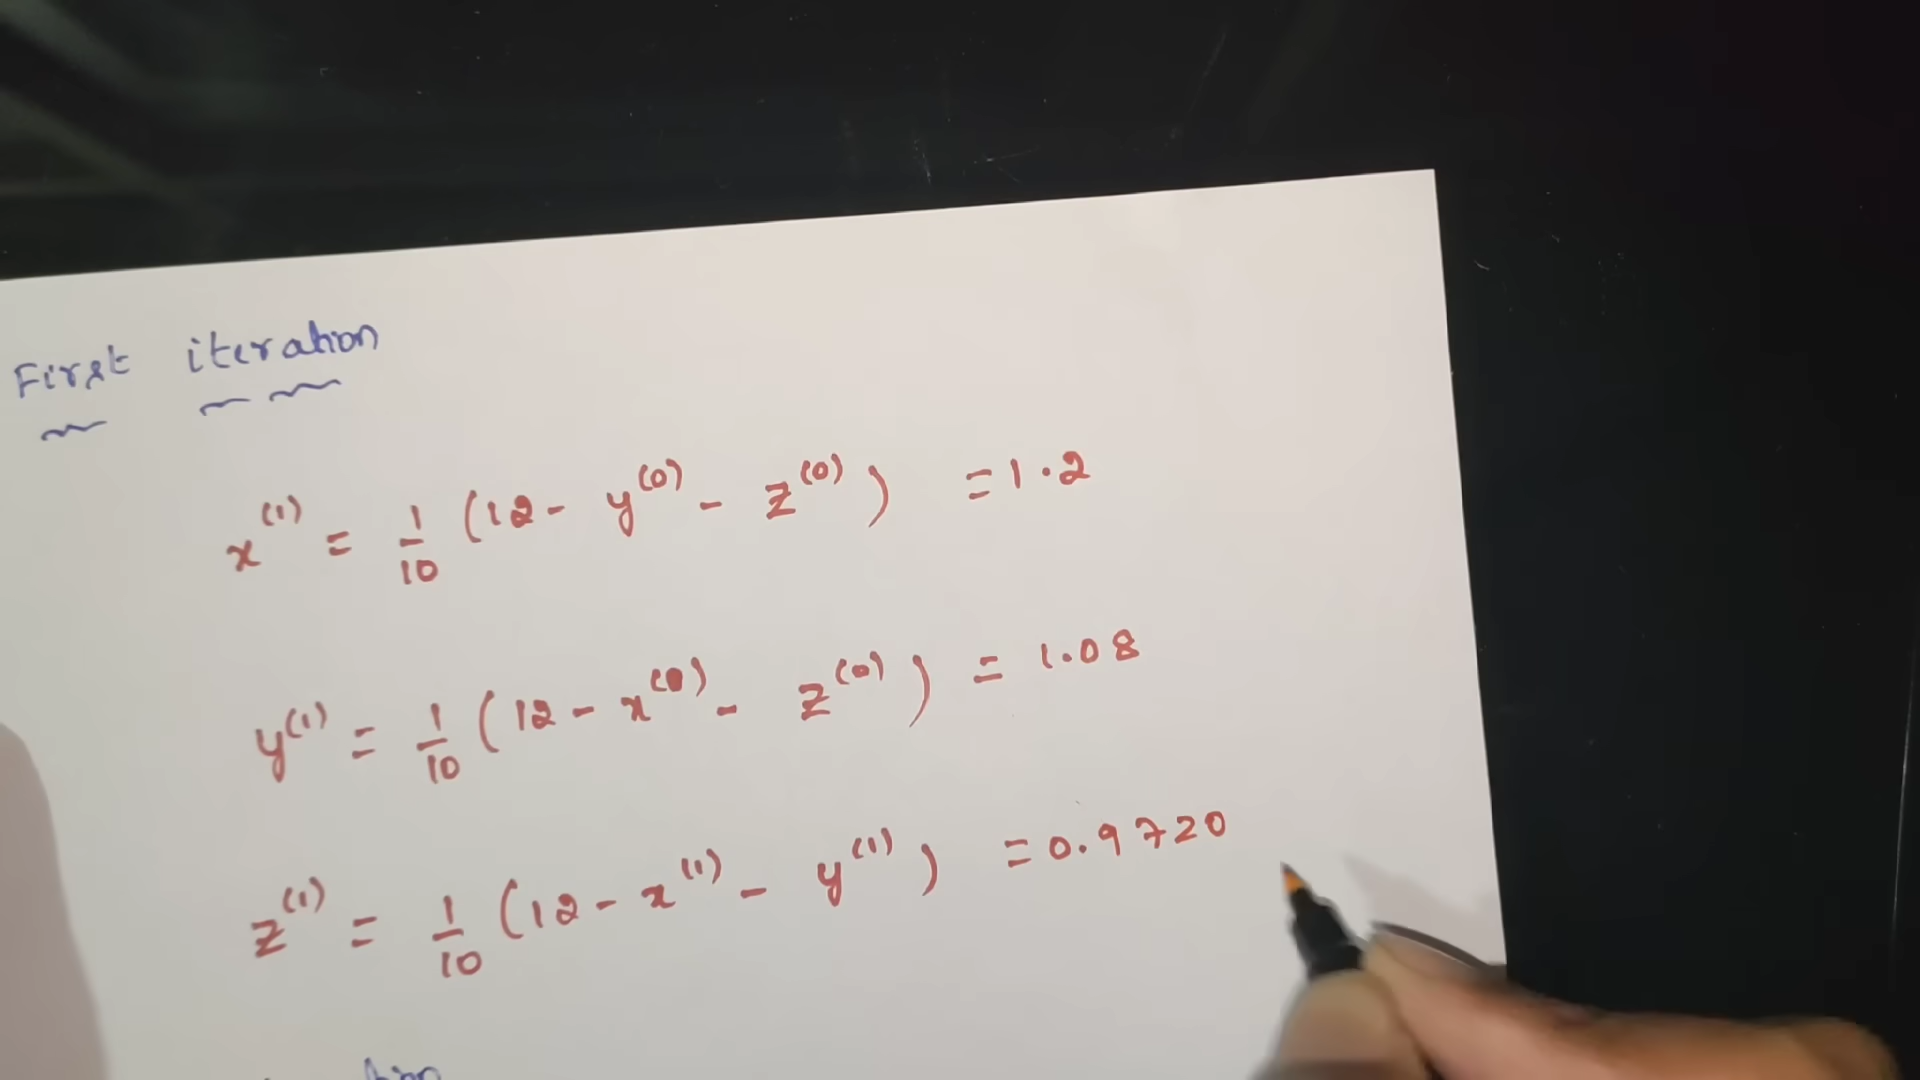 First iteration
x⁽¹⁾ = 1/10 (12 - y⁽⁰⁾ - z⁽⁰⁾) = 1.2
y⁽¹⁾ = 1/10 (12 - x⁽⁰⁾ - z⁽⁰⁾) = 1.08
z⁽¹⁾ = 1/10 (12 - x⁽¹⁾ - y⁽¹⁾) = 0.9720